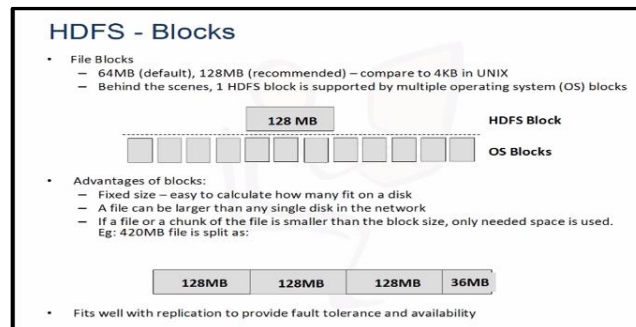 HDFS - Blocks
• File Blocks
– 64MB (default), 128MB (recommended) – compare to 4KB in UNIX
– Behind the scenes, 1 HDFS block is supported by multiple operating system (OS) blocks
128 MB HDFS Block
OS Blocks
• Advantages of blocks:
– Fixed size – easy to calculate how many fit on a disk
– A file can be larger than any single disk in the network
– If a file or a chunk of the file is smaller than the block size, only needed space is used.
Eg: 420MB file is split as:
128MB 128MB 128MB 36MB
• Fits well with replication to provide fault tolerance and availability